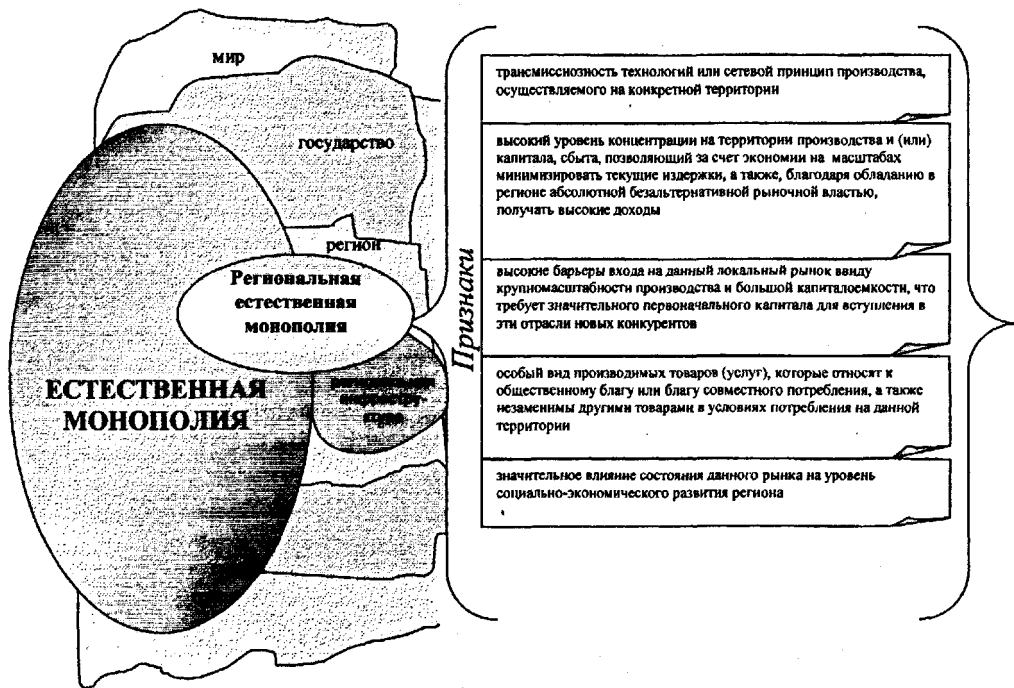 мир
государство
регион
Региональная
естественная
монополия
ЕСТЕСТВЕННАЯ
МОНОПОЛИЯ
Признаки
трансмиссиозность технологий или сетевой принцип производства,
осуществляемого на конкретной территории
высокий уровень концентрации на территории производства и (или)
капитала, сбыта, позволяющий за счет экономии на масштабах
минимизировать текущие издержки, а также, благодаря обладанию в
регионе абсолютной безальтернативной рыночной властью,
получать высокие доходы
высокие барьеры входа на данный локальный рынок ввиду
крупномасштабности производства и большой капиталоемкости, что
требует значительного первоначального капитала для вступления в
эти отрасли новых конкурентов
особый вид производимых товаров (услуг), которые относят к
общественному благу или благу совместного потребления, а также
незаменимы другими товарами в условиях потребления на данной
территории
значительное влияние состояния данного рынка на уровень
социально-экономического развития региона